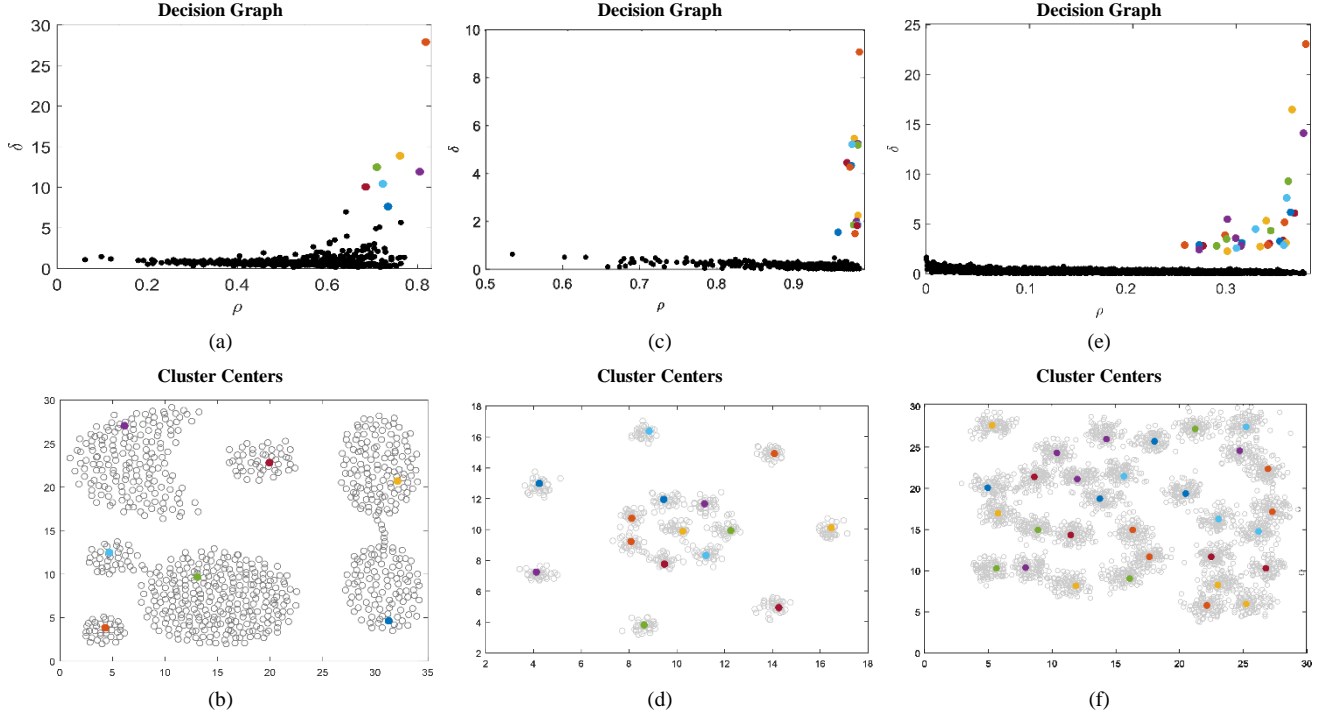 Decision Graph
30
25
20
15
10
5
0
δ
0 0.2 0.4 0.6 0.8
ρ
(a)
Decision Graph
10
8
6
4
2
0
δ
0.5 0.6 0.7 0.8 0.9
ρ
(c)
Decision Graph
25
20
15
10
5
0
δ
0 0.1 0.2 0.3
ρ
(e)
Cluster Centers
30
25
20
15
10
5
0
0 5 10 15 20 25 30 35
(b)
Cluster Centers
18
16
14
12
10
8
6
4
2
2 4 6 8 10 12 14 16 18
(d)
Cluster Centers
30
25
20
15
10
5
0
0 5 10 15 20 25 30
(f)